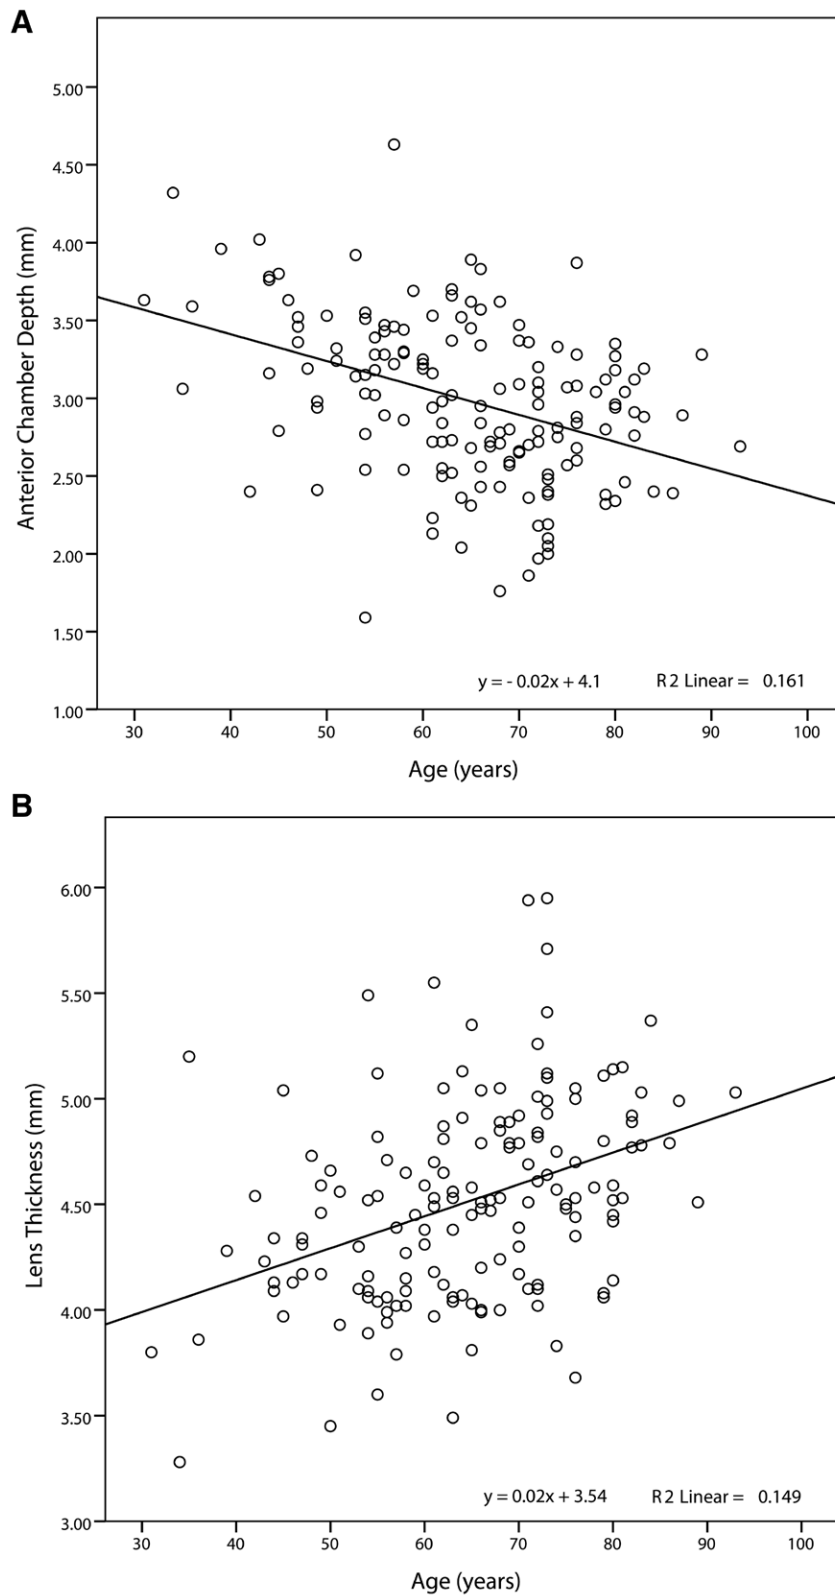 A
5.00
4.50
4.00
3.50
3.00
2.50
2.00
1.50
1.00
Anterior Chamber Depth (mm)
y = - 0.02x + 4.1 R2 Linear = 0.161
30 40 50 60 70 80 90 100
Age (years)
B
6.00
5.50
5.00
4.50
4.00
3.50
3.00
Lens Thickness (mm)
y = 0.02x + 3.54 R2 Linear = 0.149
30 40 50 60 70 80 90 100
Age (years)